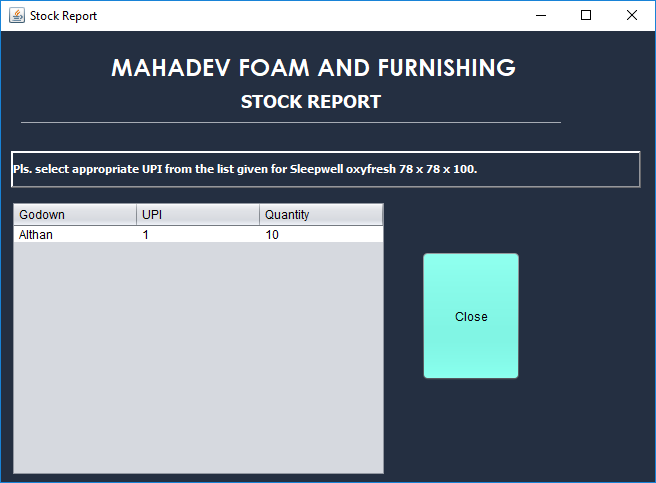 Stock Report
MAHADEV FOAM AND FURNISHING
STOCK REPORT
Pls. select appropriate UPI from the list given for Sleepwell oxyfresh 78 x 78 x 100.
Godown UPI Quantity
Althan 1 10
Close